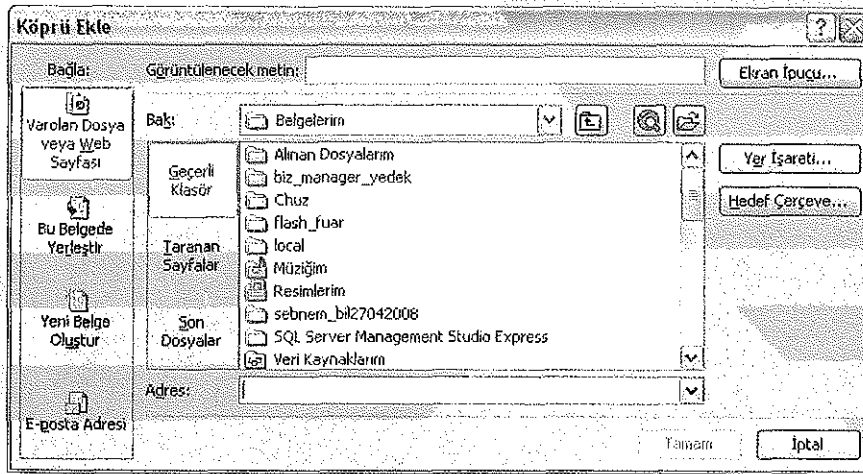 Köprü Ekle
Bağla:
Görüntülenecek metin:
Ekran İpucu...
Varolan Dosya
veya Web
Sayfası
Bu Belgede
Yerleştir
Yeni Belge
Oluştur
E-posta Adresi
Bak:
Belgelerim
Geçerli
Klasör
Taranan
Sayfalar
Son
Dosyalar
Alınan Dosyalarım
biz_manager_yedek
Chuz
flash_fuar
local
Müziğim
Resimlerim
sebnem_bil27042008
SQL Server Management Studio Express
Veri Kaynaklarım
Yer İşareti...
Hedef Çerçeve...
Adres:
Tamam
İptal